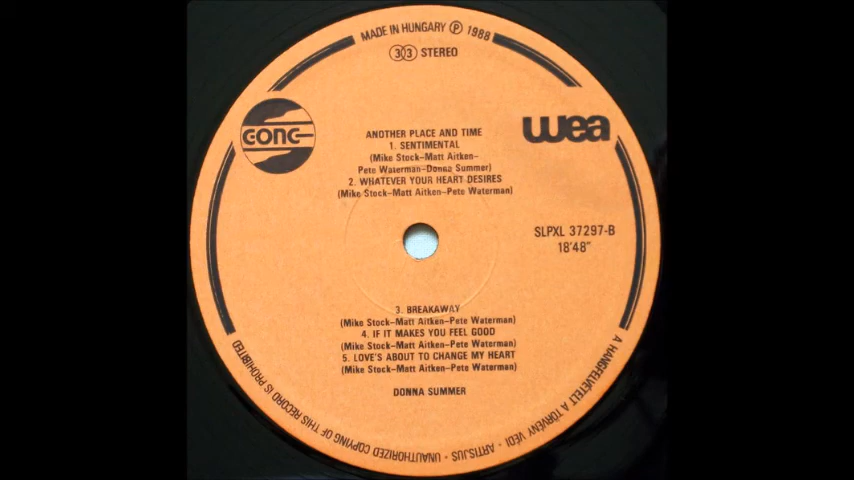 MADE IN HUNGARY Ⓟ 1988
33 STEREO
CONC
wea
ANOTHER PLACE AND TIME
1. SENTIMENTAL
(Mike Stock–Matt Aitken–
Pete Waterman–Donna Summer)
2. WHATEVER YOUR HEART DESIRES
(Mike Stock–Matt Aitken–Pete Waterman)
SLPXL 37297-B
18'48"
3. BREAKAWAY
(Mike Stock–Matt Aitken–Pete Waterman)
4. IF IT MAKES YOU FEEL GOOD
(Mike Stock–Matt Aitken–Pete Waterman)
5. LOVE'S ABOUT TO CHANGE MY HEART
(Mike Stock–Matt Aitken–Pete Waterman)
DONNA SUMMER
A HANGFELVÉTELT A TÖRVÉNY VÉDI · ARTISJUS · UNAUTHORIZED COPYING OF THIS RECORD IS PROHIBITED